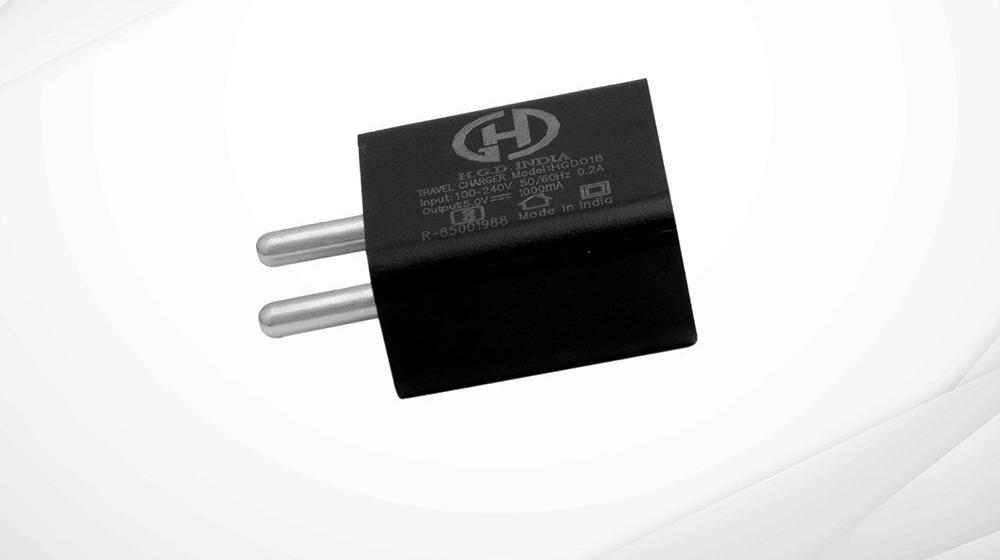 H
H.G.D. INDIA
TRAVEL CHARGER Model:HGD018
Input:100-240V 50/60Hz 0.2A
Output:5.0V⎓ 1000mA
R-85001988 Made in India